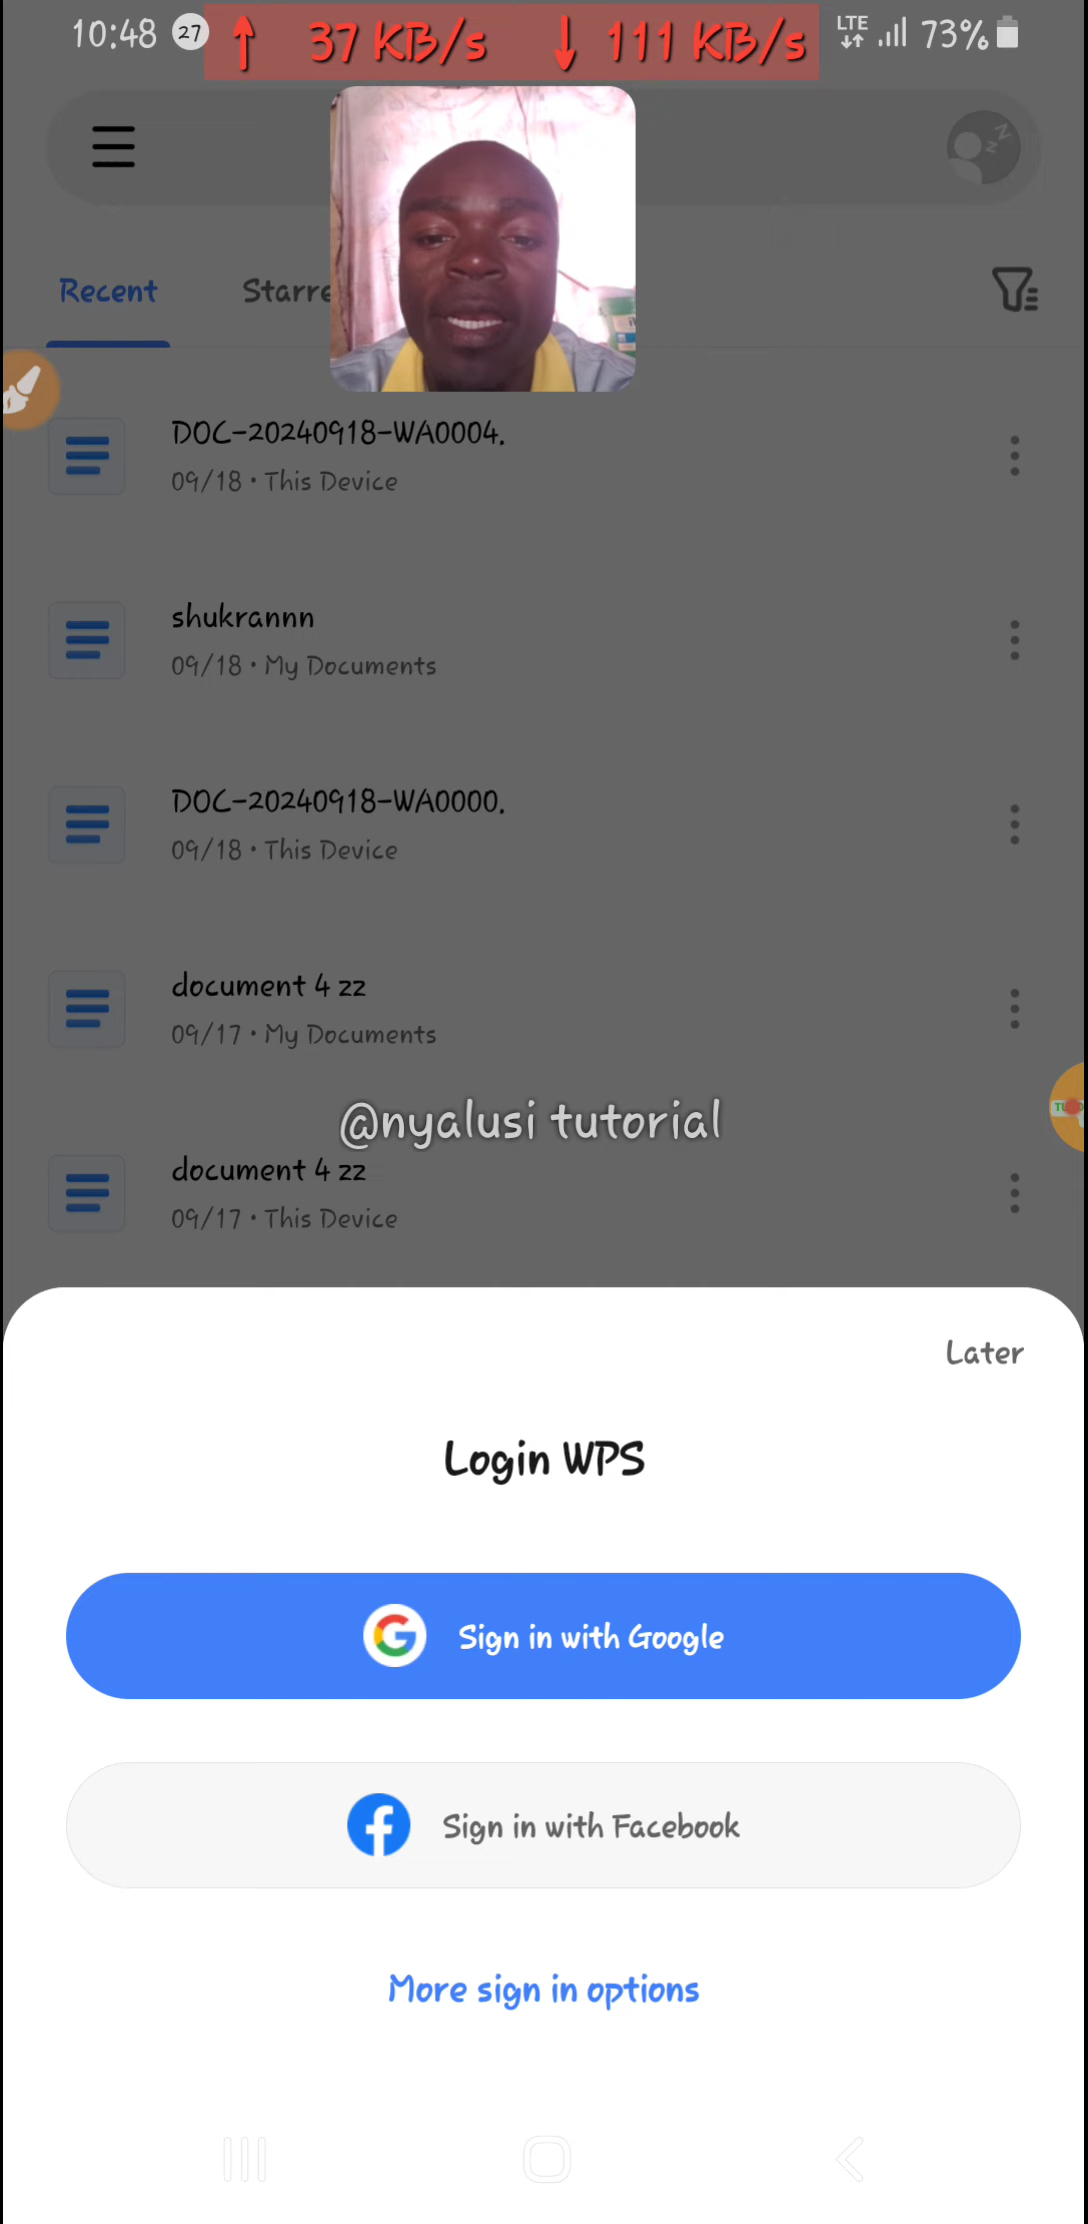 10:48 27 37 KB/s 111 KB/s LTE 73%
Recent Starre
DOC-20240918-WA0004.
09/18 • This Device
shukrannn
09/18 • My Documents
DOC-20240918-WA0000.
09/18 • This Device
document 4 zz
09/17 • My Documents
@nyalusi tutorial
document 4 zz
09/17 • This Device
Later
Login WPS
Sign in with Google
Sign in with Facebook
More sign in options